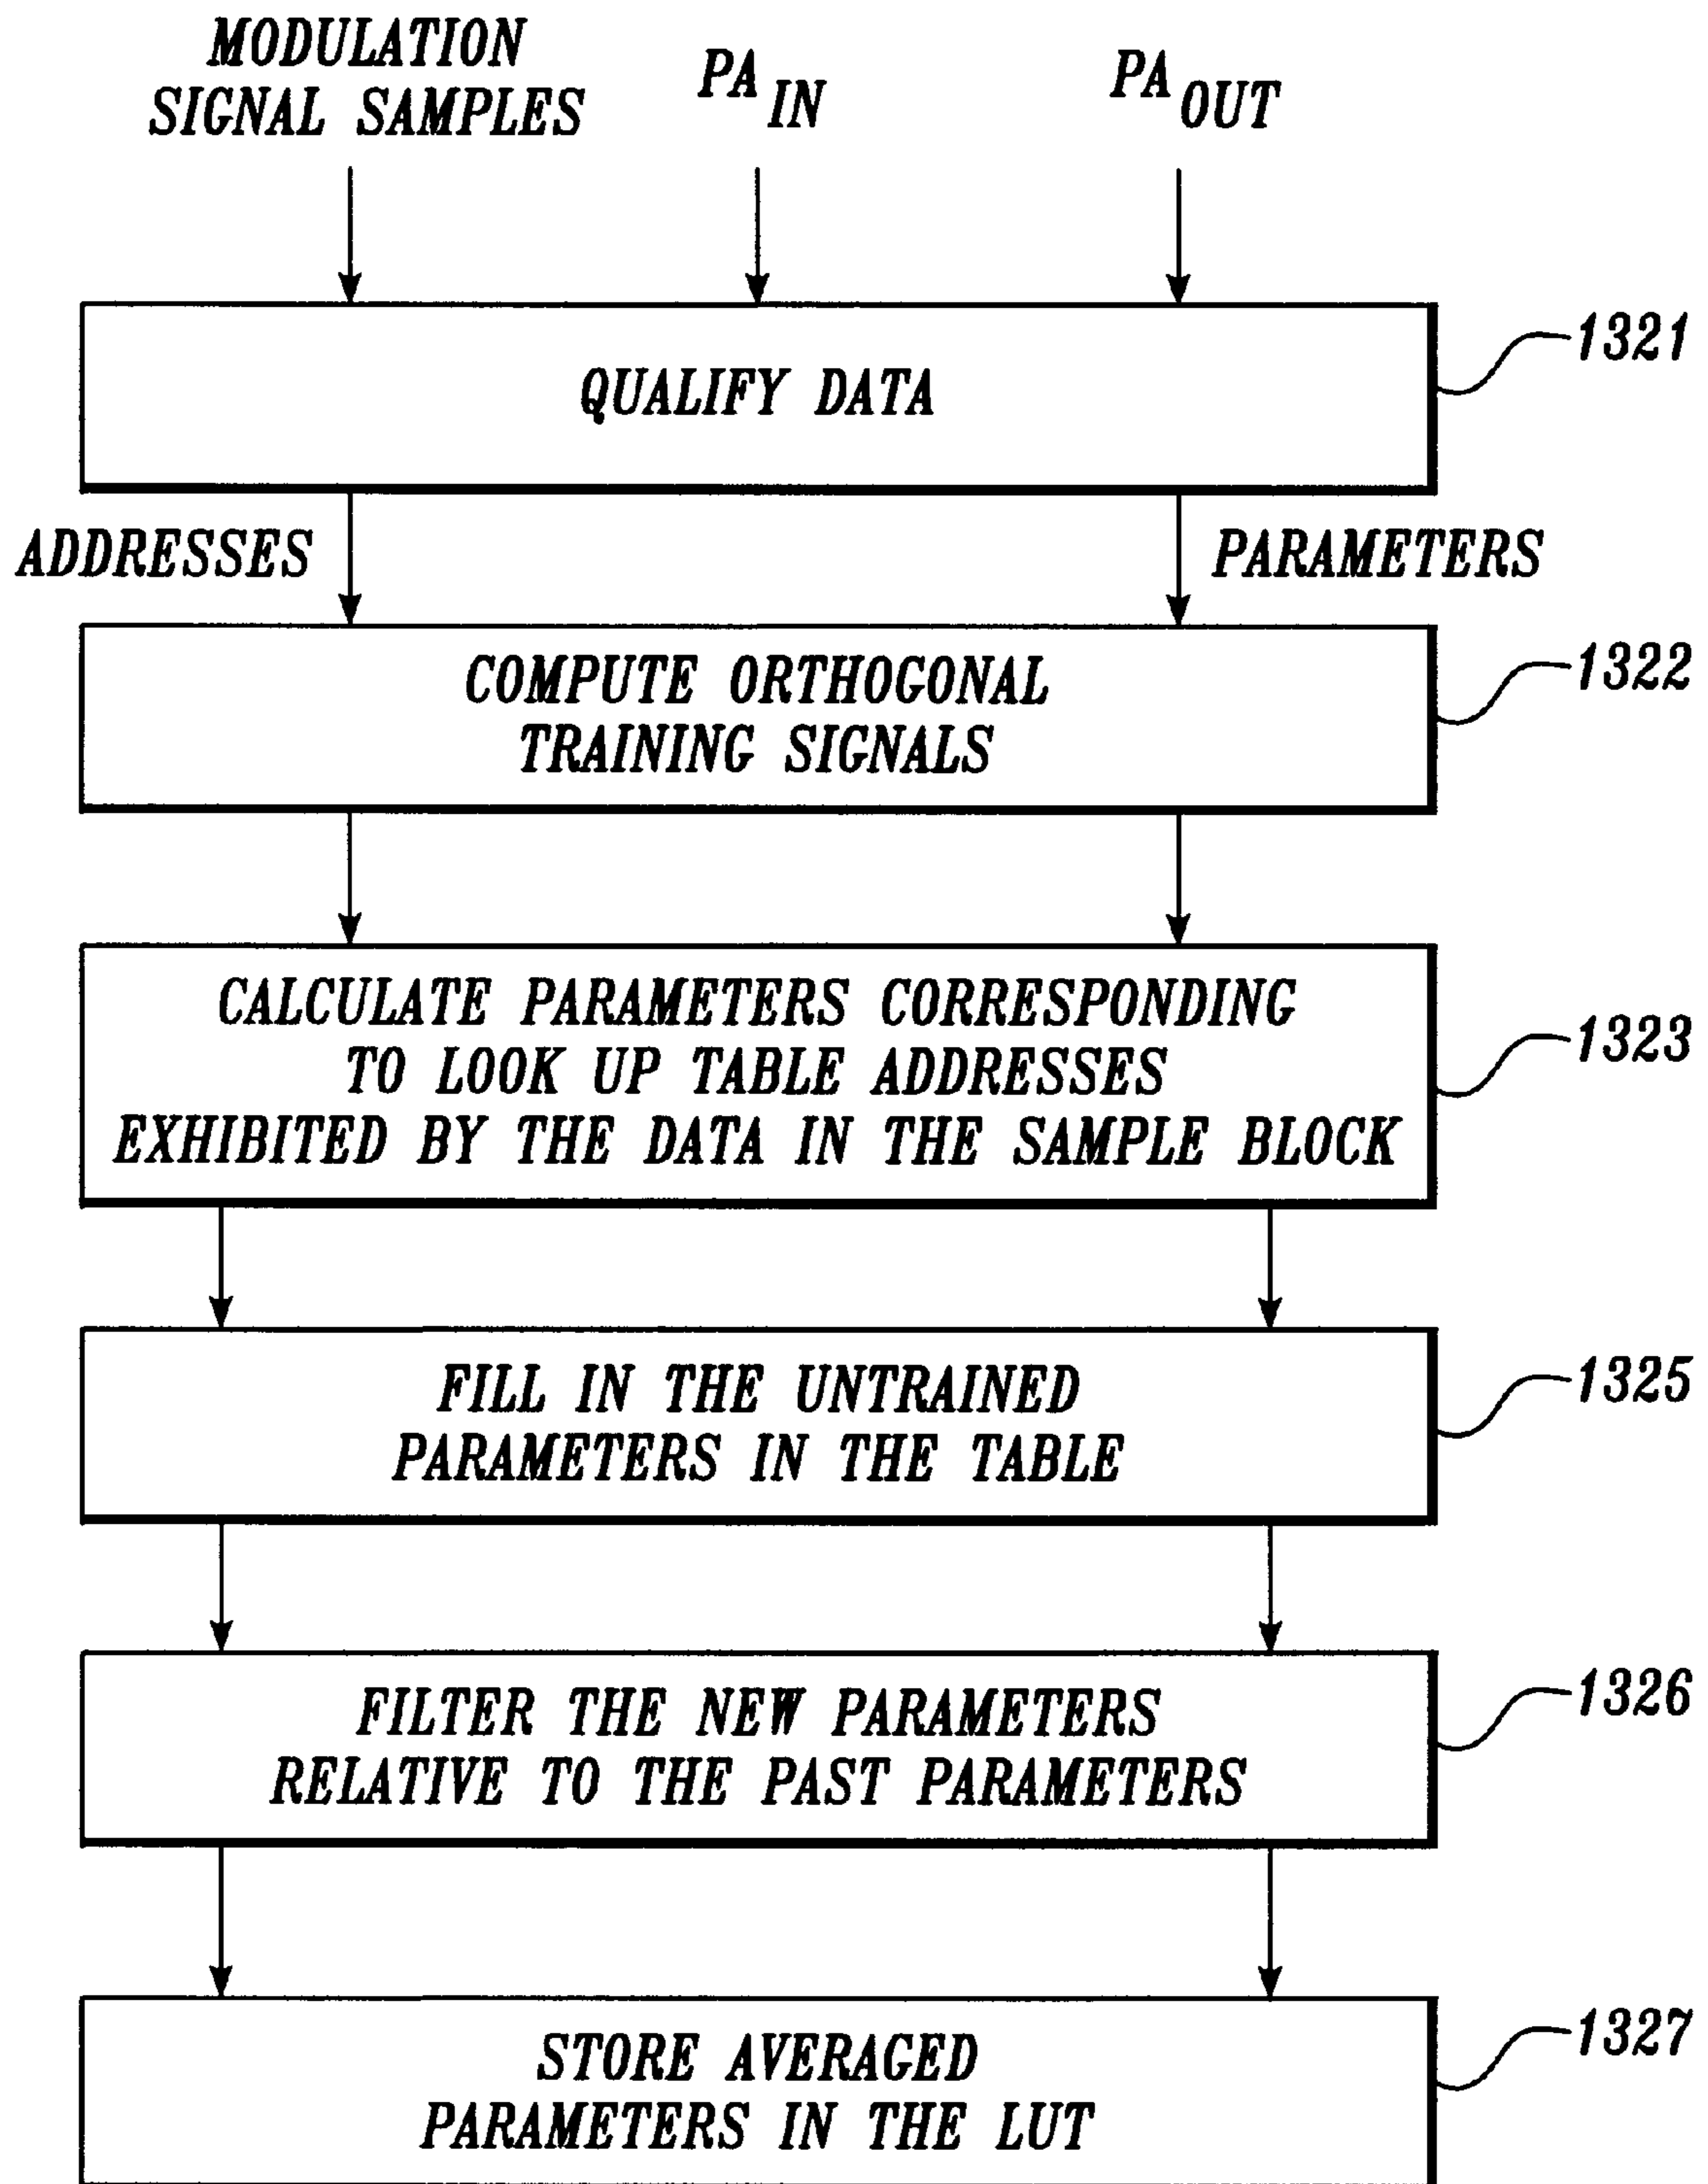 MODULATION
SIGNAL SAMPLES
PA IN
PA OUT
QUALIFY DATA
1321
ADDRESSES
PARAMETERS
COMPUTE ORTHOGONAL
TRAINING SIGNALS
1322
CALCULATE PARAMETERS CORRESPONDING
TO LOOK UP TABLE ADDRESSES
EXHIBITED BY THE DATA IN THE SAMPLE BLOCK
1323
FILL IN THE UNTRAINED
PARAMETERS IN THE TABLE
1325
FILTER THE NEW PARAMETERS
RELATIVE TO THE PAST PARAMETERS
1326
STORE AVERAGED
PARAMETERS IN THE LUT
1327